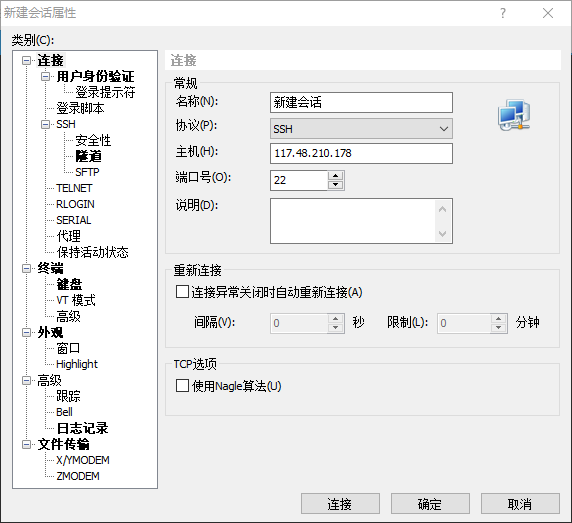 新建会话属性
?
类别(C):
连接
用户身份验证
登录提示符
登录脚本
SSH
安全性
隧道
SFTP
TELNET
RLOGIN
SERIAL
代理
保持活动状态
终端
键盘
VT 模式
高级
外观
窗口
Highlight
高级
跟踪
Bell
日志记录
文件传输
X/YMODEM
ZMODEM
连接
常规
名称(N): 新建会话
协议(P): SSH
主机(H): 117.48.210.178
端口号(O): 22
说明(D):
重新连接
连接异常关闭时自动重新连接(A)
间隔(V): 0 秒 限制(L): 0 分钟
TCP选项
使用Nagle算法(U)
连接 确定 取消